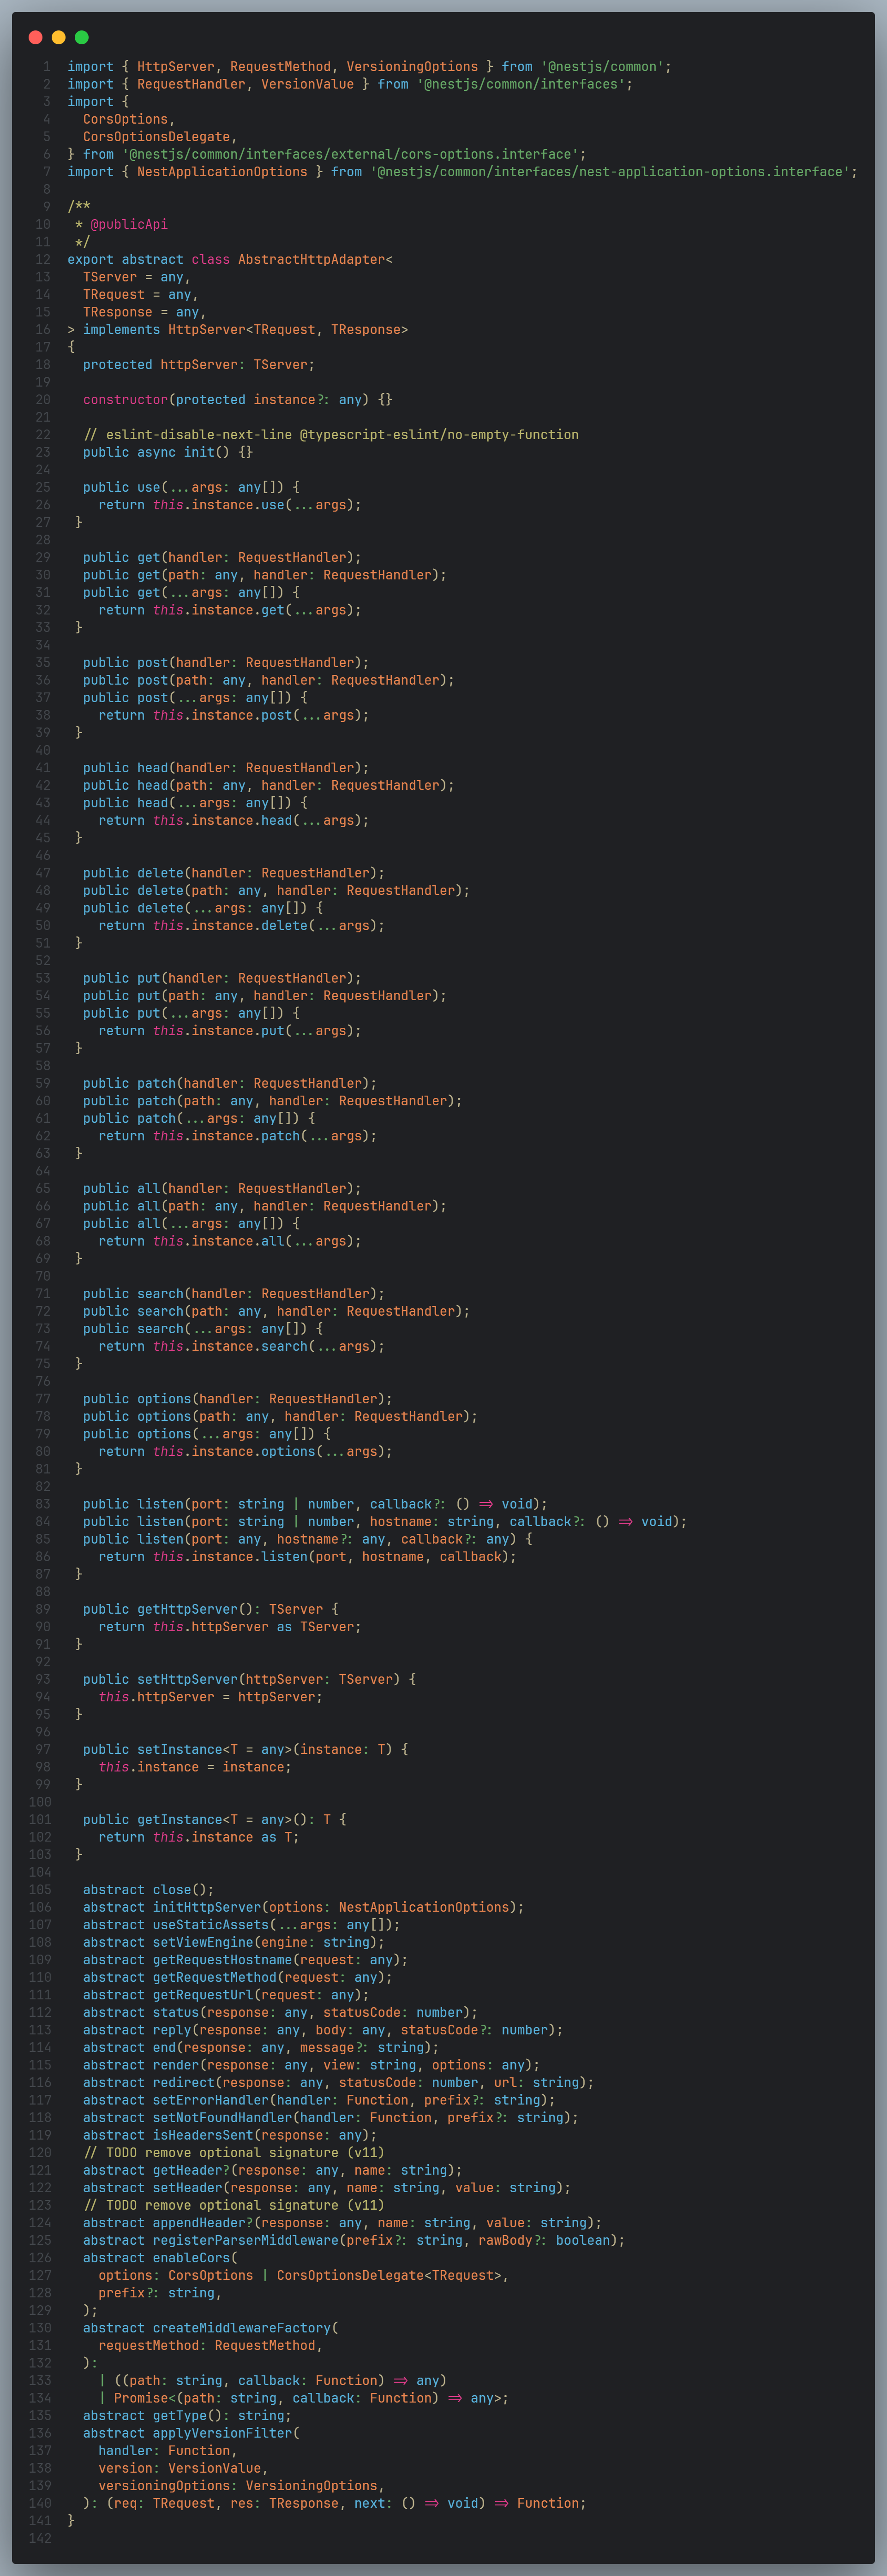 1 import { HttpServer, RequestMethod, VersioningOptions } from '@nestjs/common';
2 import { RequestHandler, VersionValue } from '@nestjs/common/interfaces';
3 import {
4   CorsOptions,
5   CorsOptionsDelegate,
6 } from '@nestjs/common/interfaces/external/cors-options.interface';
7 import { NestApplicationOptions } from '@nestjs/common/interfaces/nest-application-options.interface';
8
9 /**
10  * @publicApi
11  */
12 export abstract class AbstractHttpAdapter<
13   TServer = any,
14   TRequest = any,
15   TResponse = any,
16 > implements HttpServer<TRequest, TResponse>
17 {
18   protected httpServer: TServer;
19
20   constructor(protected instance?: any) {}
21
22   // eslint-disable-next-line @typescript-eslint/no-empty-function
23   public async init() {}
24
25   public use(...args: any[]) {
26     return this.instance.use(...args);
27  }
28
29   public get(handler: RequestHandler);
30   public get(path: any, handler: RequestHandler);
31   public get(...args: any[]) {
32     return this.instance.get(...args);
33  }
34
35   public post(handler: RequestHandler);
36   public post(path: any, handler: RequestHandler);
37   public post(...args: any[]) {
38     return this.instance.post(...args);
39  }
40
41   public head(handler: RequestHandler);
42   public head(path: any, handler: RequestHandler);
43   public head(...args: any[]) {
44     return this.instance.head(...args);
45  }
46
47   public delete(handler: RequestHandler);
48   public delete(path: any, handler: RequestHandler);
49   public delete(...args: any[]) {
50     return this.instance.delete(...args);
51  }
52
53   public put(handler: RequestHandler);
54   public put(path: any, handler: RequestHandler);
55   public put(...args: any[]) {
56     return this.instance.put(...args);
57  }
58
59   public patch(handler: RequestHandler);
60   public patch(path: any, handler: RequestHandler);
61   public patch(...args: any[]) {
62     return this.instance.patch(...args);
63  }
64
65   public all(handler: RequestHandler);
66   public all(path: any, handler: RequestHandler);
67   public all(...args: any[]) {
68     return this.instance.all(...args);
69  }
70
71   public search(handler: RequestHandler);
72   public search(path: any, handler: RequestHandler);
73   public search(...args: any[]) {
74     return this.instance.search(...args);
75  }
76
77   public options(handler: RequestHandler);
78   public options(path: any, handler: RequestHandler);
79   public options(...args: any[]) {
80     return this.instance.options(...args);
81  }
82
83   public listen(port: string | number, callback?: () => void);
84   public listen(port: string | number, hostname: string, callback?: () => void);
85   public listen(port: any, hostname?: any, callback?: any) {
86     return this.instance.listen(port, hostname, callback);
87  }
88
89   public getHttpServer(): TServer {
90     return this.httpServer as TServer;
91  }
92
93   public setHttpServer(httpServer: TServer) {
94     this.httpServer = httpServer;
95  }
96
97   public setInstance<T = any>(instance: T) {
98     this.instance = instance;
99  }
100
101   public getInstance<T = any>(): T {
102     return this.instance as T;
103  }
104
105   abstract close();
106   abstract initHttpServer(options: NestApplicationOptions);
107   abstract useStaticAssets(...args: any[]);
108   abstract setViewEngine(engine: string);
109   abstract getRequestHostname(request: any);
110   abstract getRequestMethod(request: any);
111   abstract getRequestUrl(request: any);
112   abstract status(response: any, statusCode: number);
113   abstract reply(response: any, body: any, statusCode?: number);
114   abstract end(response: any, message?: string);
115   abstract render(response: any, view: string, options: any);
116   abstract redirect(response: any, statusCode: number, url: string);
117   abstract setErrorHandler(handler: Function, prefix?: string);
118   abstract setNotFoundHandler(handler: Function, prefix?: string);
119   abstract isHeadersSent(response: any);
120   // TODO remove optional signature (v11)
121   abstract getHeader?(response: any, name: string);
122   abstract setHeader(response: any, name: string, value: string);
123   // TODO remove optional signature (v11)
124   abstract appendHeader?(response: any, name: string, value: string);
125   abstract registerParserMiddleware(prefix?: string, rawBody?: boolean);
126   abstract enableCors(
127     options: CorsOptions | CorsOptionsDelegate<TRequest>,
128     prefix?: string,
129   );
130   abstract createMiddlewareFactory(
131     requestMethod: RequestMethod,
132   ):
133     | ((path: string, callback: Function) => any)
134     | Promise<(path: string, callback: Function) => any>;
135   abstract getType(): string;
136   abstract applyVersionFilter(
137     handler: Function,
138     version: VersionValue,
139     versioningOptions: VersioningOptions,
140   ): (req: TRequest, res: TResponse, next: () => void) => Function;
141 }
142